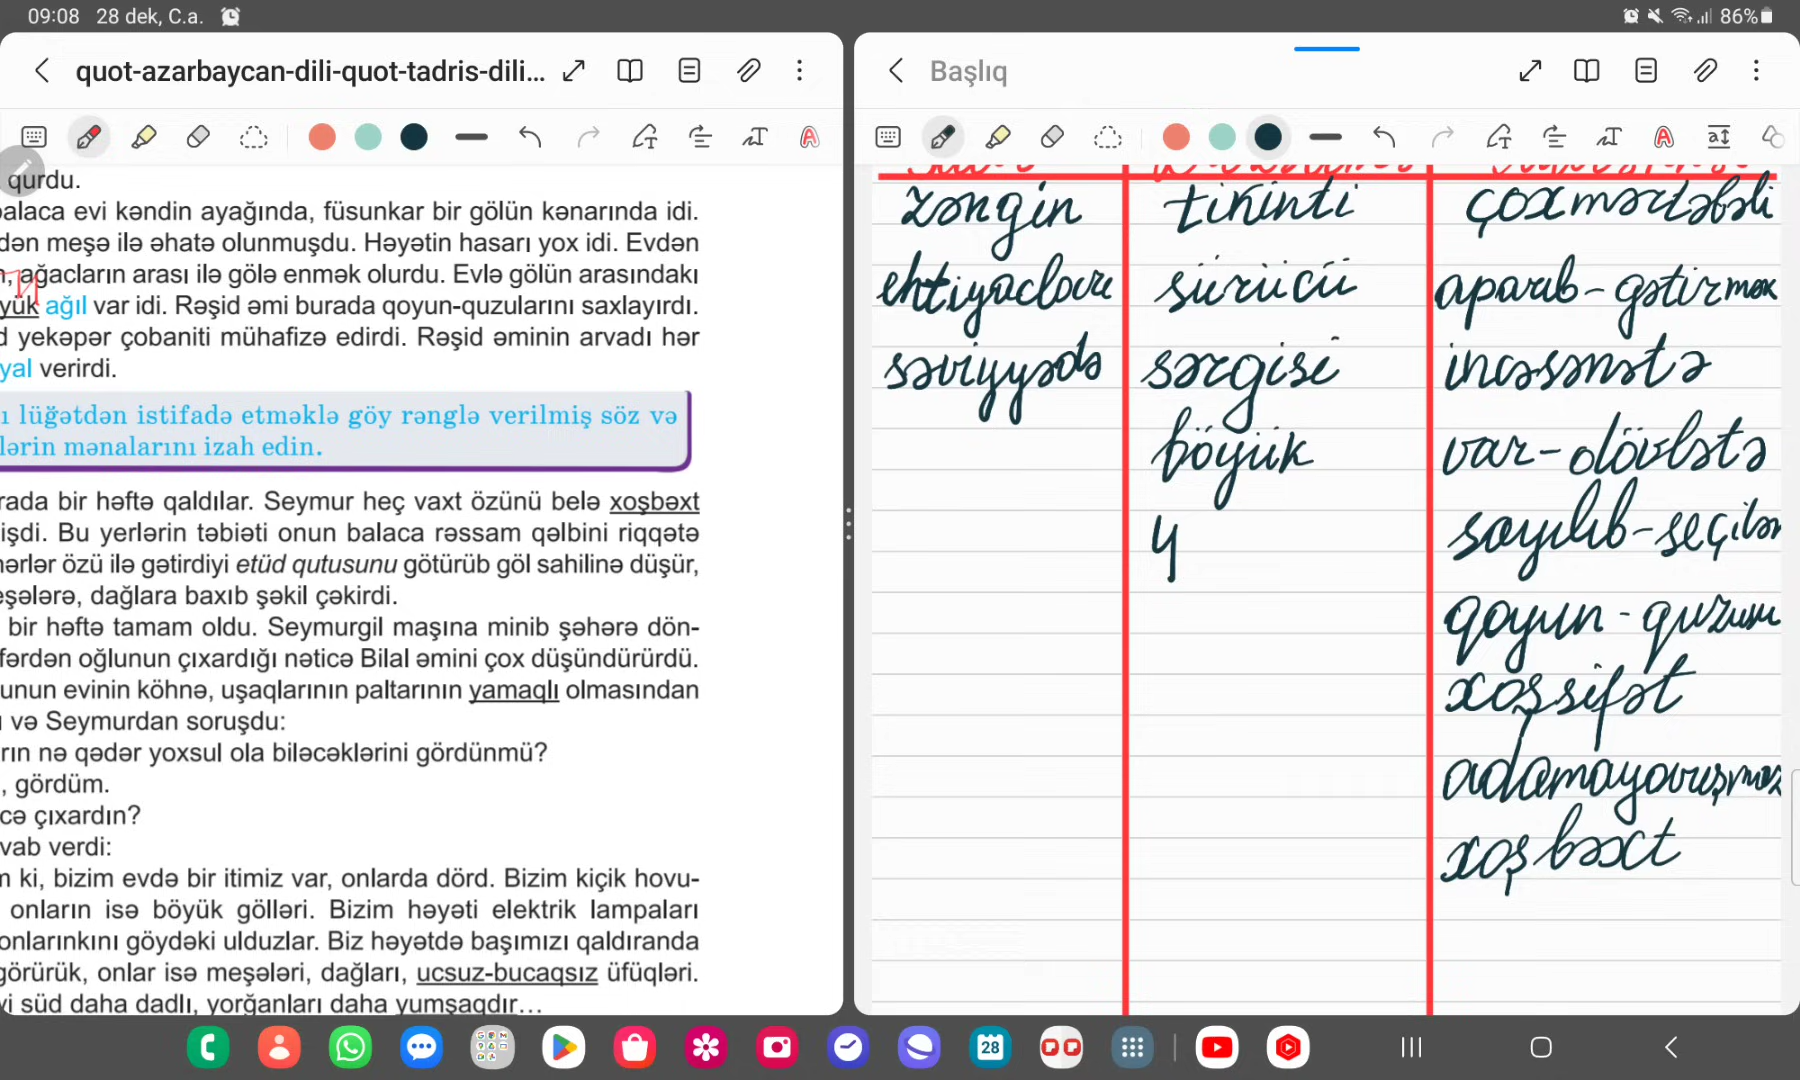 09:08 28 dek, C.a. 86%
quot-azarbaycan-dili-quot-tadris-dili...
qurdu.
balaca evi kəndin ayağında, füsunkar bir gölün kənarında idi.
dən meşə ilə əhatə olunmuşdu. Həyətin hasarı yox idi. Evdən
, ağacların arası ilə gölə enmək olurdu. Evlə gölün arasındakı
yük ağıl var idi. Rəşid əmi burada qoyun-quzularını saxlayırdı.
d yekəpər çobaniti mühafizə edirdi. Rəşid əminin arvadı hər
yal verirdi.
ı lüğətdən istifadə etməklə göy rənglə verilmiş söz və
lərin mənalarını izah edin.
rada bir həftə qaldılar. Seymur heç vaxt özünü belə xoşbəxt
işdi. Bu yerlərin təbiəti onun balaca rəssam qəlbini riqqətə
hərlər özü ilə gətirdiyi etüd qutusunu götürüb göl sahilinə düşür,
eşələrə, dağlara baxıb şəkil çəkirdi.
bir həftə tamam oldu. Seymurgil maşına minib şəhərə dön-
fərdən oğlunun çıxardığı nəticə Bilal əmini çox düşündürürdü.
unun evinin köhnə, uşaqlarının paltarının yamaqlı olmasından
ı və Seymurdan soruşdu:
rın nə qədər yoxsul ola biləcəklərini gördünmü?
, gördüm.
cə çıxardın?
vab verdi:
m ki, bizim evdə bir itimiz var, onlarda dörd. Bizim kiçik hovu-
onların isə böyük gölləri. Bizim həyəti elektrik lampaları
onlarınkını göydəki ulduzlar. Biz həyətdə başımızı qaldıranda
görürük, onlar isə meşələri, dağları, ucsuz-bucaqsız üfüqləri.
vi süd daha dadlı, yorğanları daha yumşaqdır...
Başlıq
zəngin tikinti çoxmərtəbəli
ehtiyacları sürücü aparıb-gətirmək
səviyyədə sərgisi incəsənətə
böyük var-dövlətə
sayılıb-seçilən
qoyun-quzusu
xoşsifət
adamayovuşmaz
xoşbəxt
28